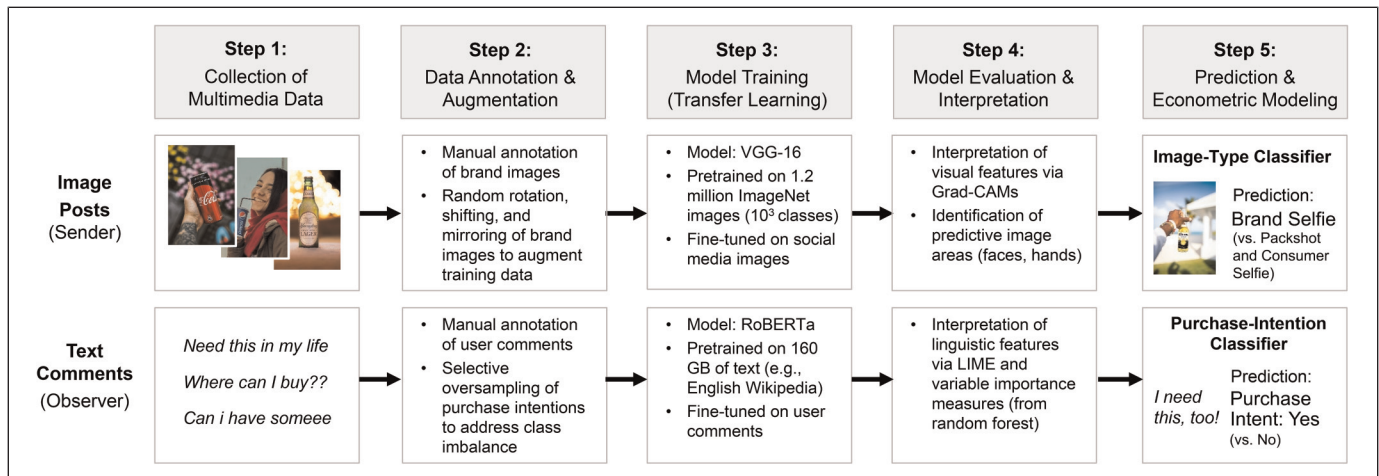 Step 1:
Collection of
Multimedia Data
Step 2:
Data Annotation &
Augmentation
Step 3:
Model Training
(Transfer Learning)
Step 4:
Model Evaluation &
Interpretation
Step 5:
Prediction &
Econometric Modeling
Image
Posts
(Sender)
• Manual annotation
of brand images
• Random rotation,
shifting, and
mirroring of brand
images to augment
training data
• Model: VGG-16
• Pretrained on 1.2
million ImageNet
images (10³ classes)
• Fine-tuned on social
media images
• Interpretation of
visual features via
Grad-CAMs
• Identification of
predictive image
areas (faces, hands)
Image-Type Classifier
Prediction:
Brand Selfie
(vs. Packshot
and Consumer
Selfie)
Text
Comments
(Observer)
Need this in my life
Where can I buy??
Can i have someee
• Manual annotation
of user comments
• Selective
oversampling of
purchase intentions
to address class
imbalance
• Model: RoBERTa
• Pretrained on 160
GB of text (e.g.,
English Wikipedia)
• Fine-tuned on user
comments
• Interpretation of
linguistic features
via LIME and
variable importance
measures (from
random forest)
Purchase-Intention
Classifier
I need
this, too!
Prediction:
Purchase
Intent: Yes
(vs. No)